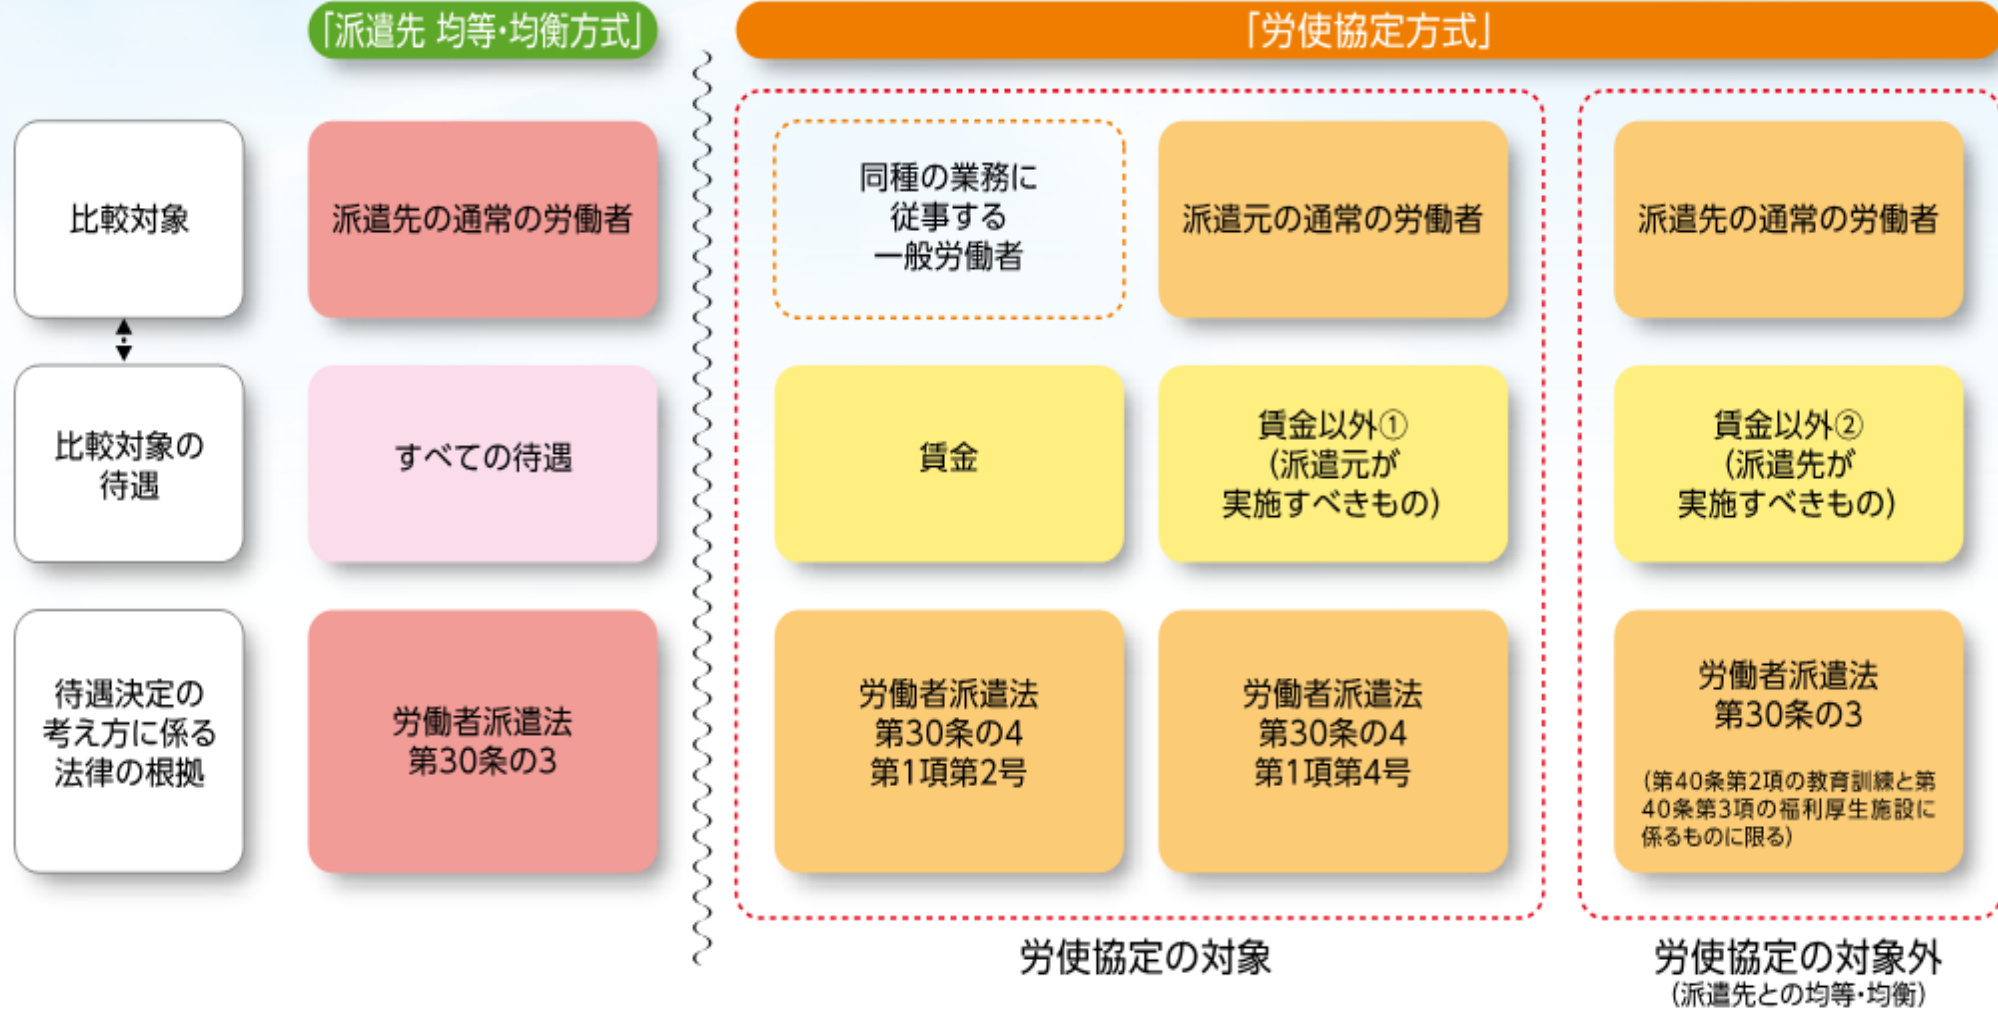 「派遣先 均等・均衡方式」
「労使協定方式」
比較対象
派遣先の通常の労働者
同種の業務に
従事する
一般労働者
派遣元の通常の労働者
派遣先の通常の労働者
比較対象の
待遇
すべての待遇
賃金
賃金以外①
(派遣元が
実施すべきもの)
賃金以外②
(派遣先が
実施すべきもの)
待遇決定の
考え方に係る
法律の根拠
労働者派遣法
第30条の3
労働者派遣法
第30条の4
第1項第2号
労働者派遣法
第30条の4
第1項第4号
労働者派遣法
第30条の3
(第40条第2項の教育訓練と第
40条第3項の福利厚生施設に
係るものに限る)
労使協定の対象
労使協定の対象外
(派遣先との均等・均衡)